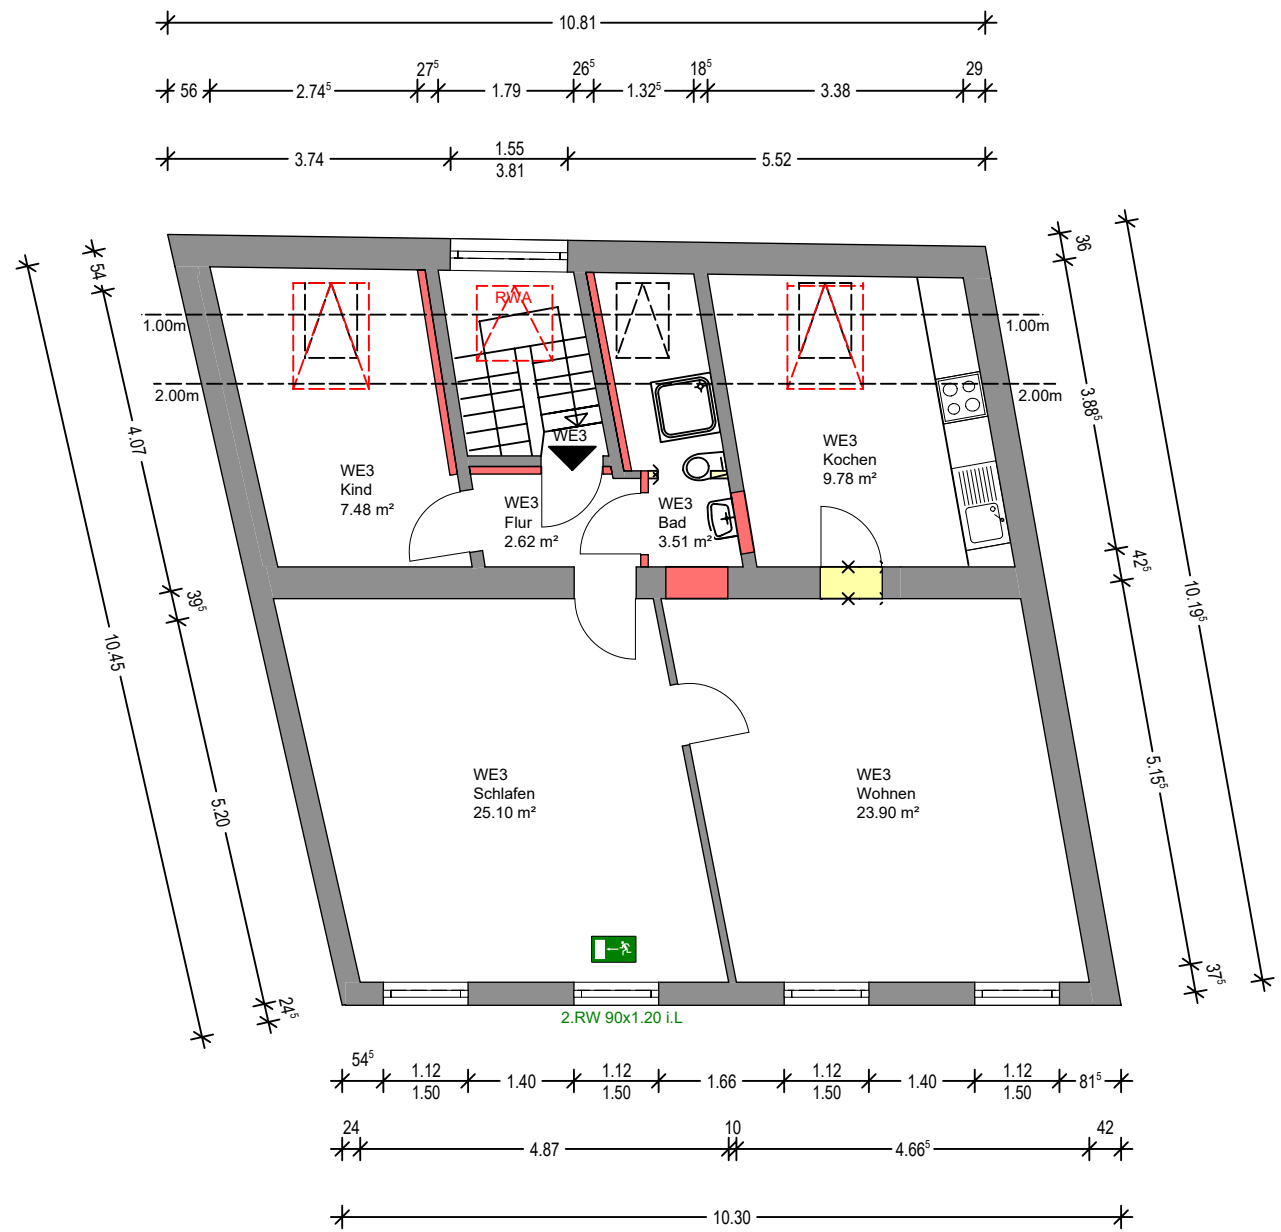 10.81
56
2.74⁵
27⁵
1.79
26⁵
1.32⁵
18⁵
3.38
29
3.74
1.55
3.81
5.52
54
4.07
39⁵
5.20
24⁵
10.45
36
3.88⁵
42⁵
5.15⁵
37⁵
10.19⁵
RWA
1.00m
1.00m
2.00m
2.00m
WE3
WE3
Kind
7.48 m²
WE3
Flur
2.62 m²
WE3
Bad
3.51 m²
WE3
Kochen
9.78 m²
WE3
Schlafen
25.10 m²
WE3
Wohnen
23.90 m²
2.RW 90x1.20 i.L
54⁵
1.12
1.50
1.40
1.12
1.50
1.66
1.12
1.50
1.40
1.12
1.50
81⁵
24
4.87
10
4.66⁵
42
10.30